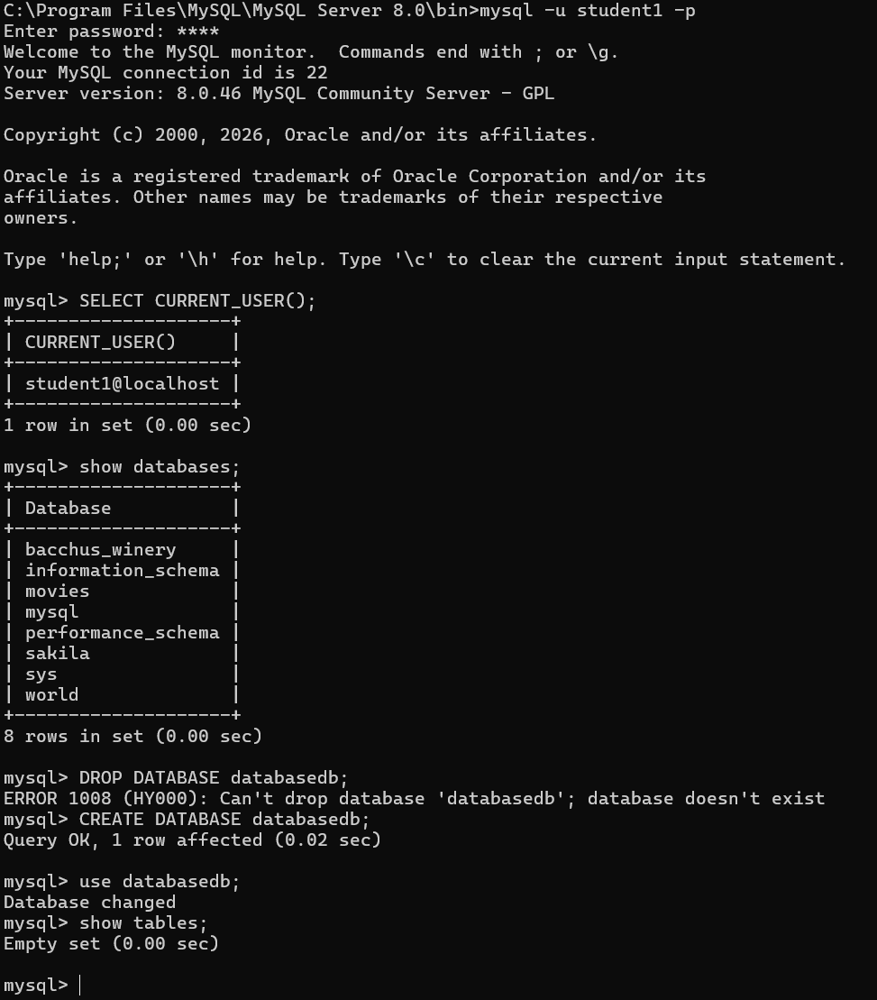 C:\Program Files\MySQL\MySQL Server 8.0\bin>mysql -u student1 -p
Enter password: ****
Welcome to the MySQL monitor.  Commands end with ; or \g.
Your MySQL connection id is 22
Server version: 8.0.46 MySQL Community Server - GPL

Copyright (c) 2000, 2026, Oracle and/or its affiliates.

Oracle is a registered trademark of Oracle Corporation and/or its
affiliates. Other names may be trademarks of their respective
owners.

Type 'help;' or '\h' for help. Type '\c' to clear the current input statement.

mysql> SELECT CURRENT_USER();
+--------------------+
| CURRENT_USER()     |
+--------------------+
| student1@localhost |
+--------------------+
1 row in set (0.00 sec)

mysql> show databases;
+--------------------+
| Database           |
+--------------------+
| bacchus_winery     |
| information_schema |
| movies             |
| mysql              |
| performance_schema |
| sakila             |
| sys                |
| world              |
+--------------------+
8 rows in set (0.00 sec)

mysql> DROP DATABASE databasedb;
ERROR 1008 (HY000): Can't drop database 'databasedb'; database doesn't exist
mysql> CREATE DATABASE databasedb;
Query OK, 1 row affected (0.02 sec)

mysql> use databasedb;
Database changed
mysql> show tables;
Empty set (0.00 sec)

mysql>